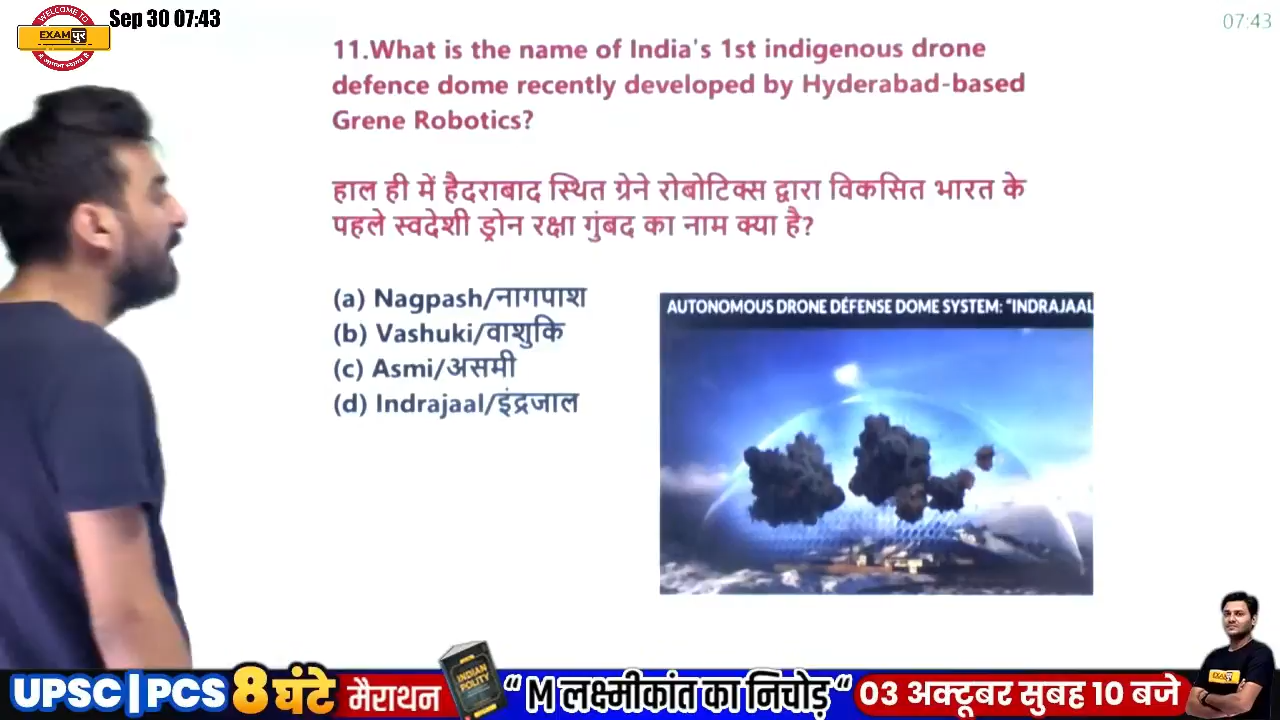 WELCOME TO
EXAMपुर
Sep 30 07:43
07:43
11.What is the name of India's 1st indigenous drone
defence dome recently developed by Hyderabad-based
Grene Robotics?
हाल ही में हैदराबाद स्थित ग्रेने रोबोटिक्स द्वारा विकसित भारत के
पहले स्वदेशी ड्रोन रक्षा गुंबद का नाम क्या है?
(a) Nagpash/नागपाश
(b) Vashuki/वाशुकि
(c) Asmi/असमी
(d) Indrajaal/इंद्रजाल
AUTONOMOUS DRONE DÉFENSE DOME SYSTEM: "INDRAJAAL
UPSC|PCS 8 घंटे मैराथन
INDIAN
POLITY
“ M लक्ष्मीकांत का निचोड़ “
03 अक्टूबर सुबह 10 बजे
EXAMपुर